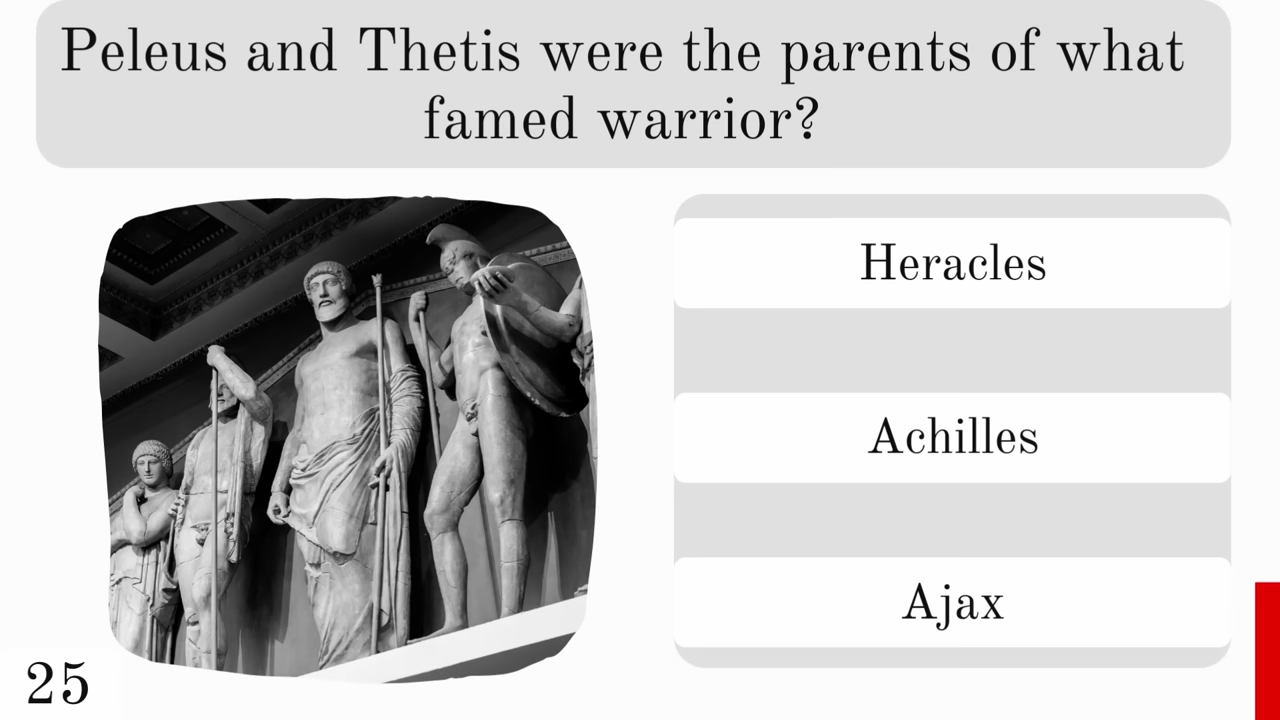 Peleus and Thetis were the parents of what
famed warrior?
Heracles
Achilles
Ajax
25